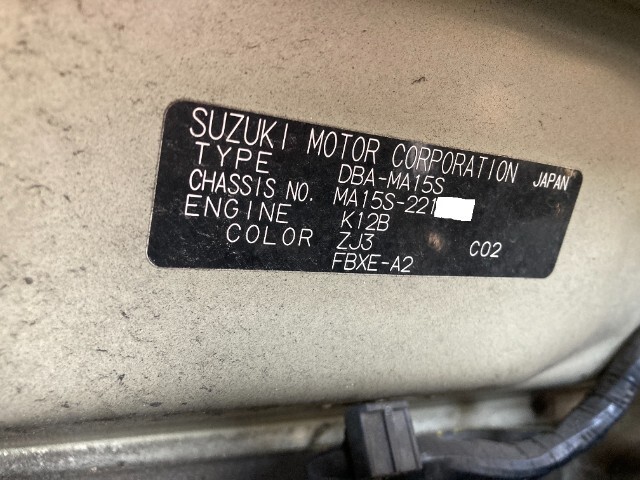 SUZUKI MOTOR CORPORATION JAPAN
TYPE DBA-MA15S
CHASSIS NO. MA15S-221
ENGINE K12B
COLOR ZJ3 C02
FBXE-A2